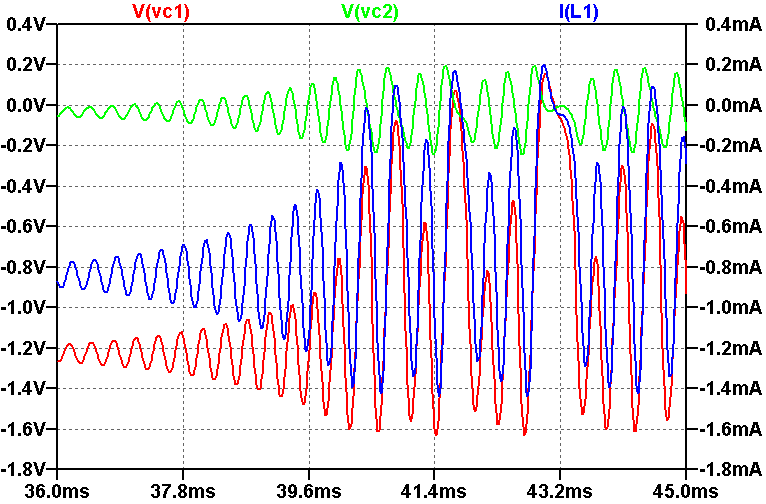 V(vc1) V(vc2) I(L1)
0.4V 0.4mA
0.2V 0.2mA
0.0V 0.0mA
-0.2V -0.2mA
-0.4V -0.4mA
-0.6V -0.6mA
-0.8V -0.8mA
-1.0V -1.0mA
-1.2V -1.2mA
-1.4V -1.4mA
-1.6V -1.6mA
-1.8V -1.8mA
36.0ms 37.8ms 39.6ms 41.4ms 43.2ms 45.0ms